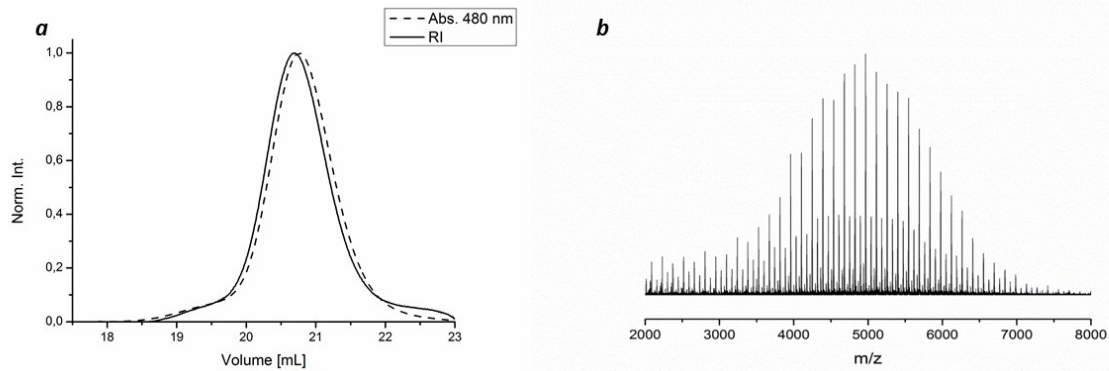 a
Abs. 480 nm
RI
1,0
0,8
0,6
0,4
0,2
0,0
Norm. Int.
18 19 20 21 22 23
Volume [mL]
b
2000 3000 4000 5000 6000 7000 8000
m/z